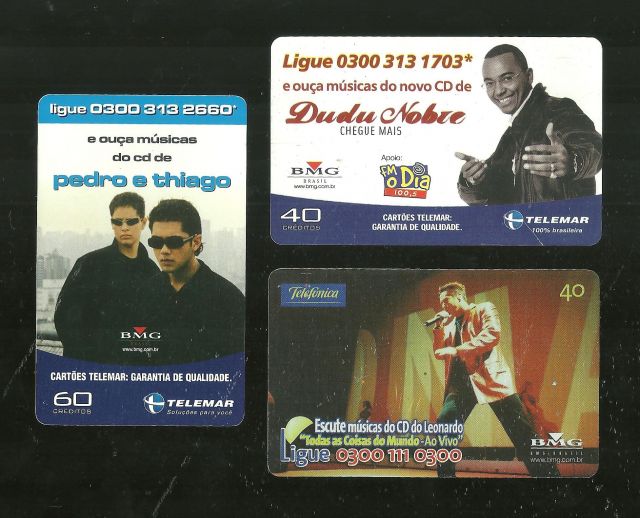 ligue 0300 313 2660*
e ouça músicas
do cd de
pedro e thiago
BMG
www.bmg.com.br
CARTÕES TELEMAR: GARANTIA DE QUALIDADE.
60
CRÉDITOS
TELEMAR
Soluções para você
Ligue 0300 313 1703*
e ouça músicas do novo CD de
Dudu Nobre
CHEGUE MAIS
BMG
BRASIL
www.bmg.com.br
Apoio:
FM O Dia
100,5
40
CRÉDITOS
CARTÕES TELEMAR:
GARANTIA DE QUALIDADE.
TELEMAR
100% brasileira
Telefónica
40
Escute músicas do CD do Leonardo
"Todas as Coisas do Mundo - Ao Vivo"
Ligue 0300 111 0300
BMG
www.bmg.com.br